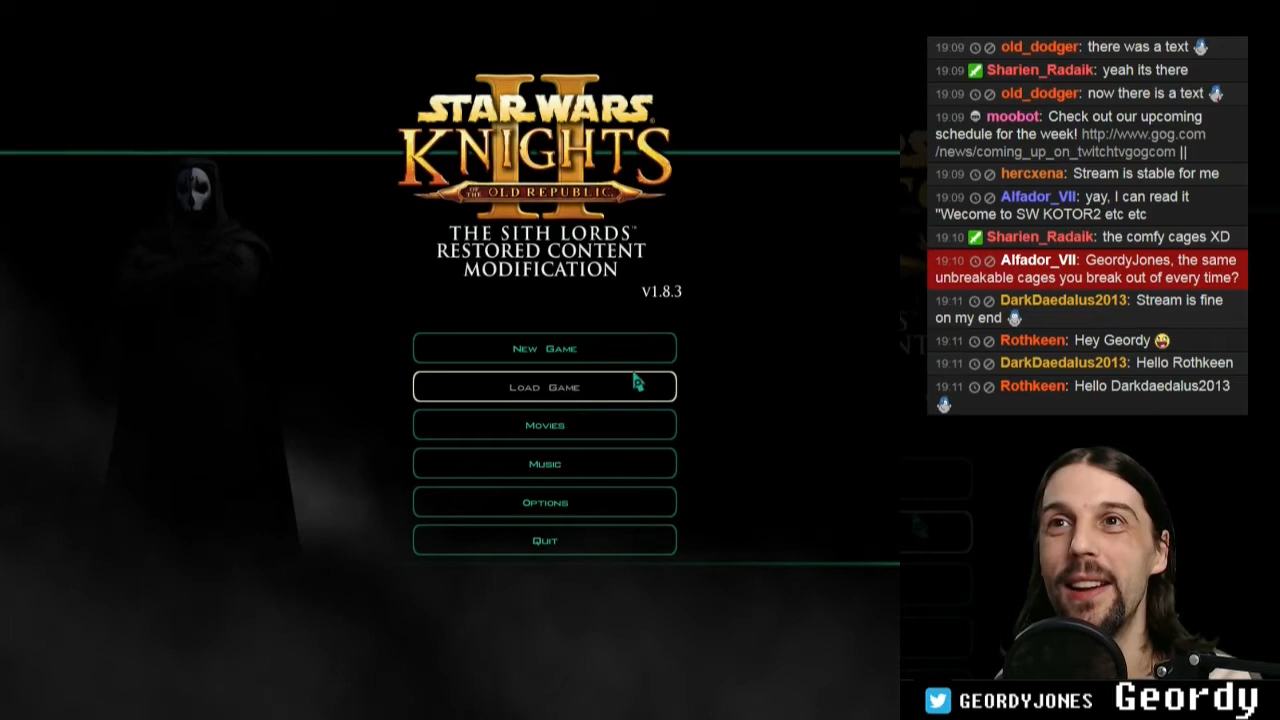 STAR WARS
KNIGHTS
II
OF THE OLD REPUBLIC
THE SITH LORDS™
RESTORED CONTENT
MODIFICATION
V1.8.3
NEW GAME
LOAD GAME
MOVIES
MUSIC
OPTIONS
QUIT
19:09 old_dodger: there was a text
19:09 Sharien_Radaik: yeah its there
19:09 old_dodger: now there is a text
19:09 moobot: Check out our upcoming
schedule for the week! http://www.gog.com
/news/coming_up_on_twitchtvgogcom ||
19:09 hercxena: Stream is stable for me
19:09 Alfador_VII: yay, I can read it
"Wecome to SW KOTOR2 etc etc
19:10 Sharien_Radaik: the comfy cages XD
19:10 Alfador_VII: GeordyJones, the same
unbreakable cages you break out of every time?
19:11 DarkDaedalus2013: Stream is fine
on my end
19:11 Rothkeen: Hey Geordy
19:11 DarkDaedalus2013: Hello Rothkeen
19:11 Rothkeen: Hello Darkdaedalus2013
GEORDYJONES Geordy